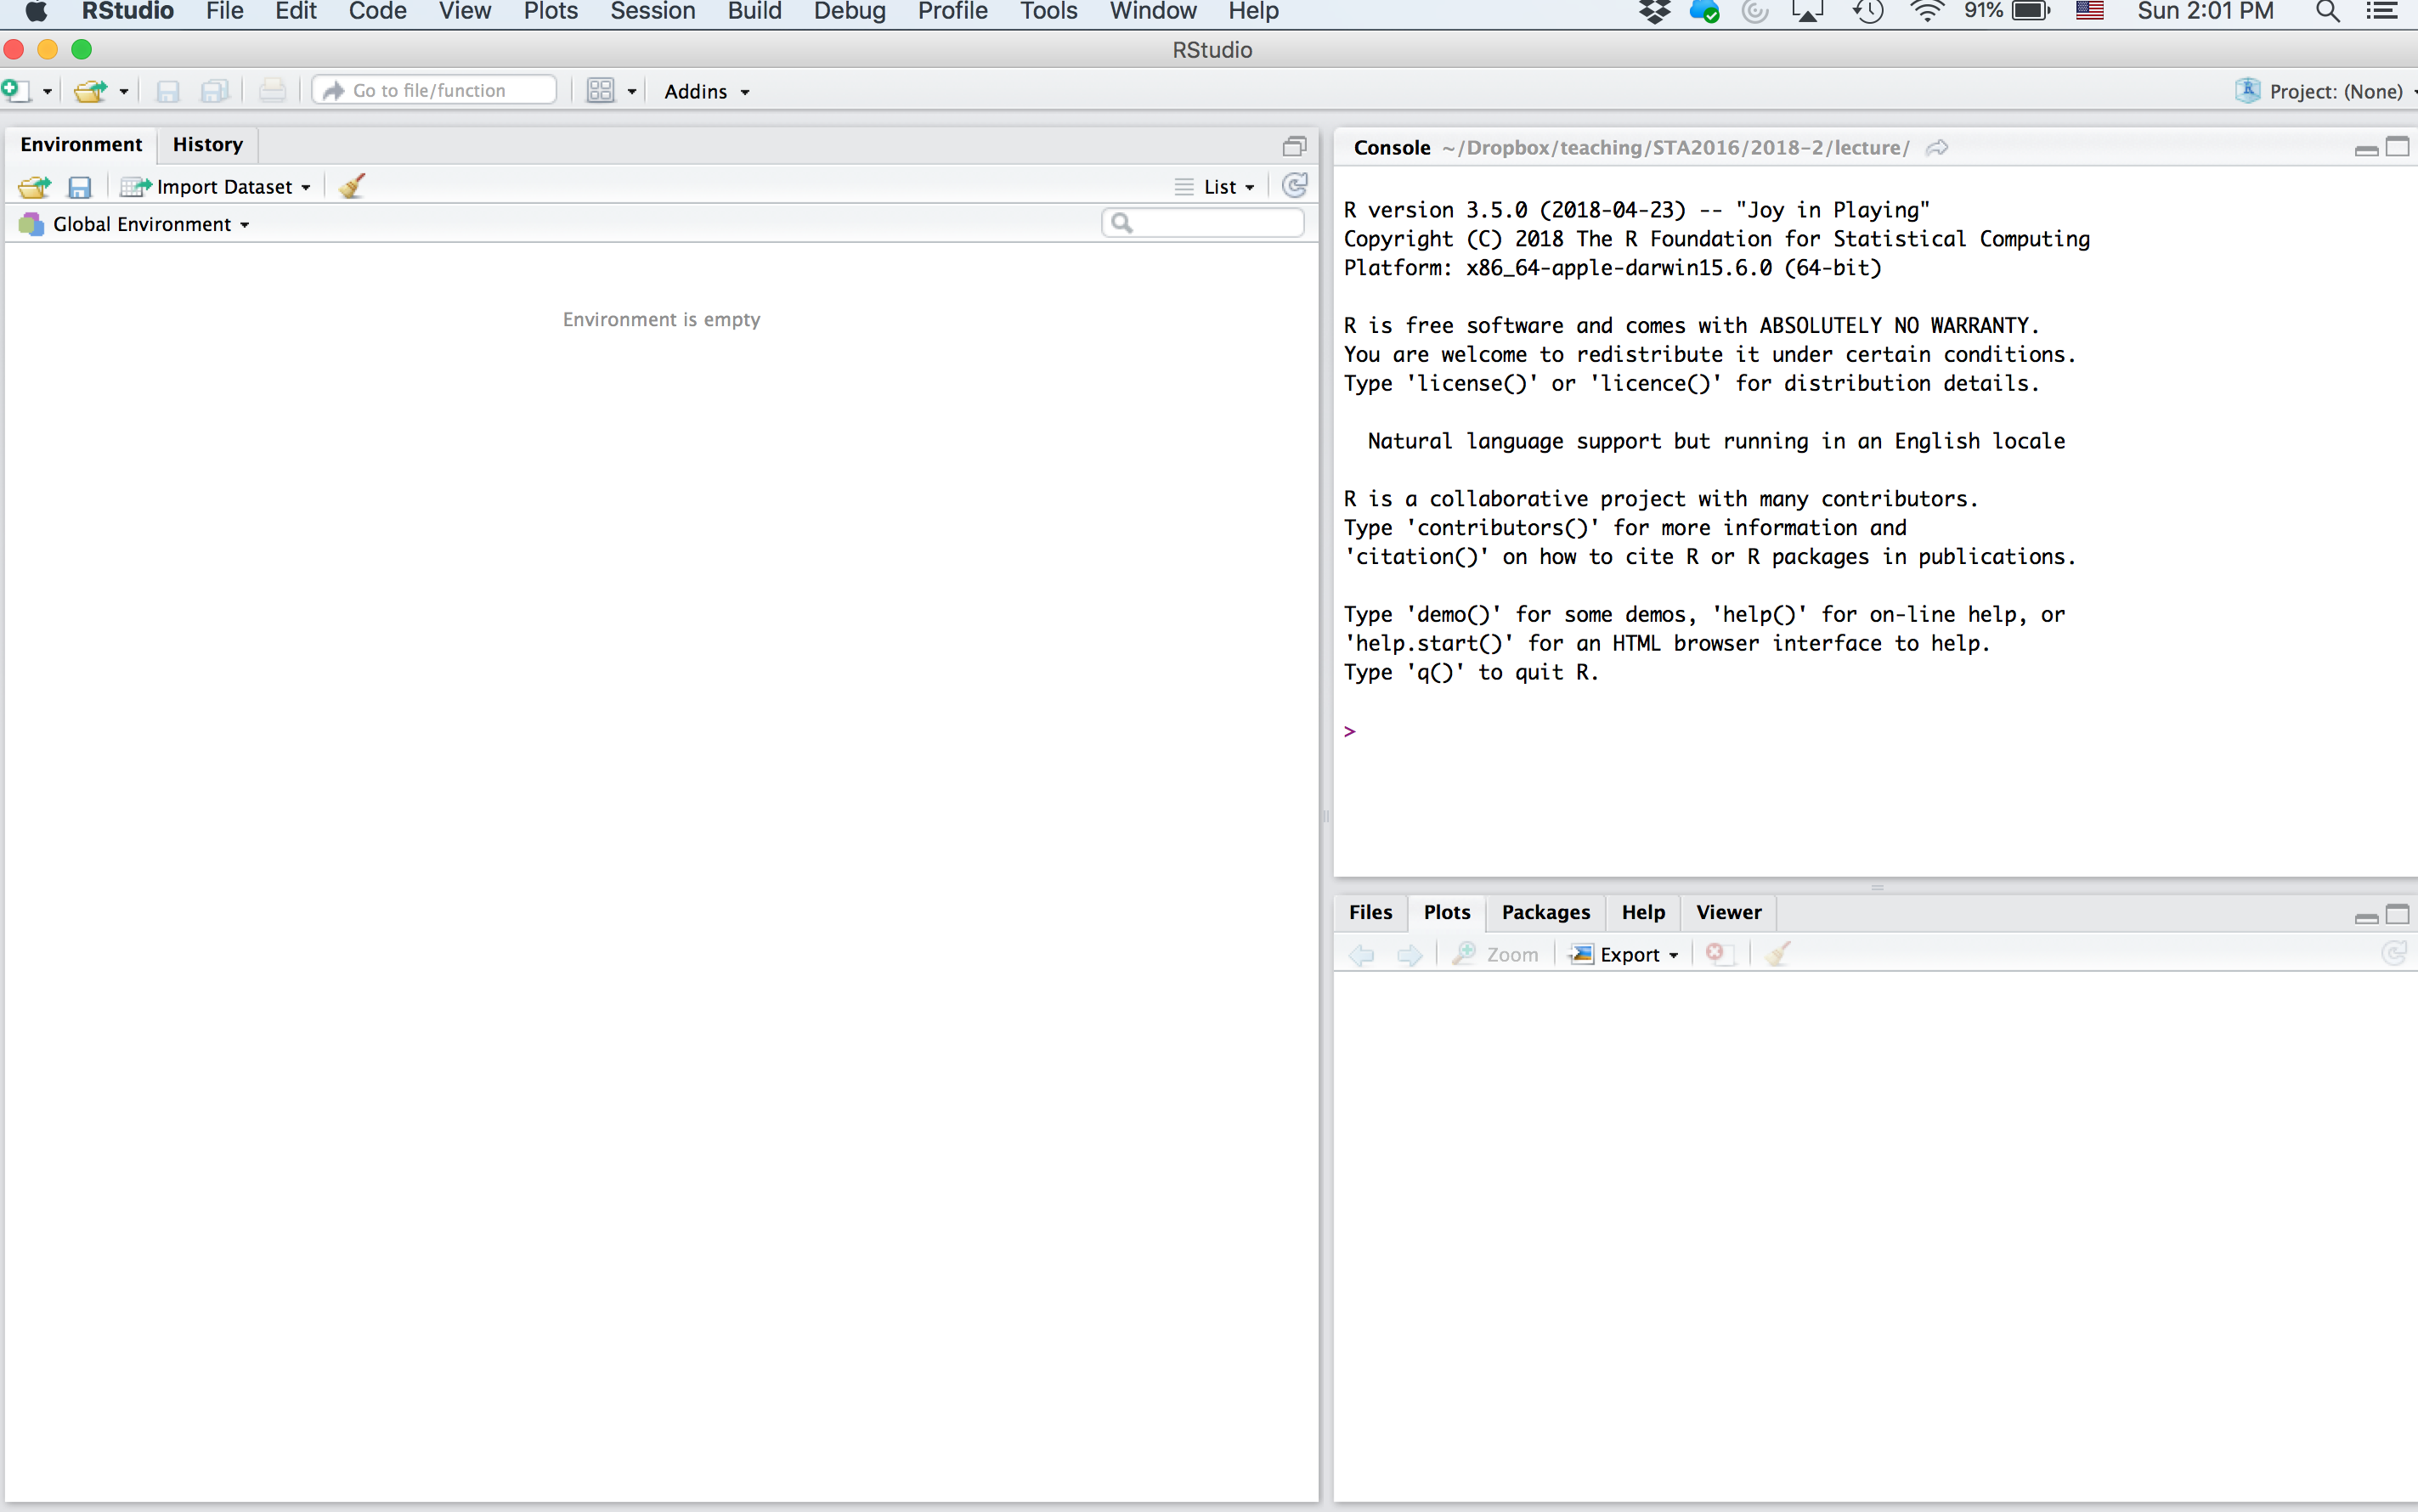 RStudio File Edit Code View Plots Session Build Debug Profile Tools Window Help 91% Sun 2:01 PM
RStudio
Go to file/function Addins Project: (None)
Environment History
Import Dataset List
Global Environment
Environment is empty
Console ~/Dropbox/teaching/STA2016/2018-2/lecture/
R version 3.5.0 (2018-04-23) -- "Joy in Playing"
Copyright (C) 2018 The R Foundation for Statistical Computing
Platform: x86_64-apple-darwin15.6.0 (64-bit)
R is free software and comes with ABSOLUTELY NO WARRANTY.
You are welcome to redistribute it under certain conditions.
Type 'license()' or 'licence()' for distribution details.
Natural language support but running in an English locale
R is a collaborative project with many contributors.
Type 'contributors()' for more information and
'citation()' on how to cite R or R packages in publications.
Type 'demo()' for some demos, 'help()' for on-line help, or
'help.start()' for an HTML browser interface to help.
Type 'q()' to quit R.
>
Files Plots Packages Help Viewer
Zoom Export